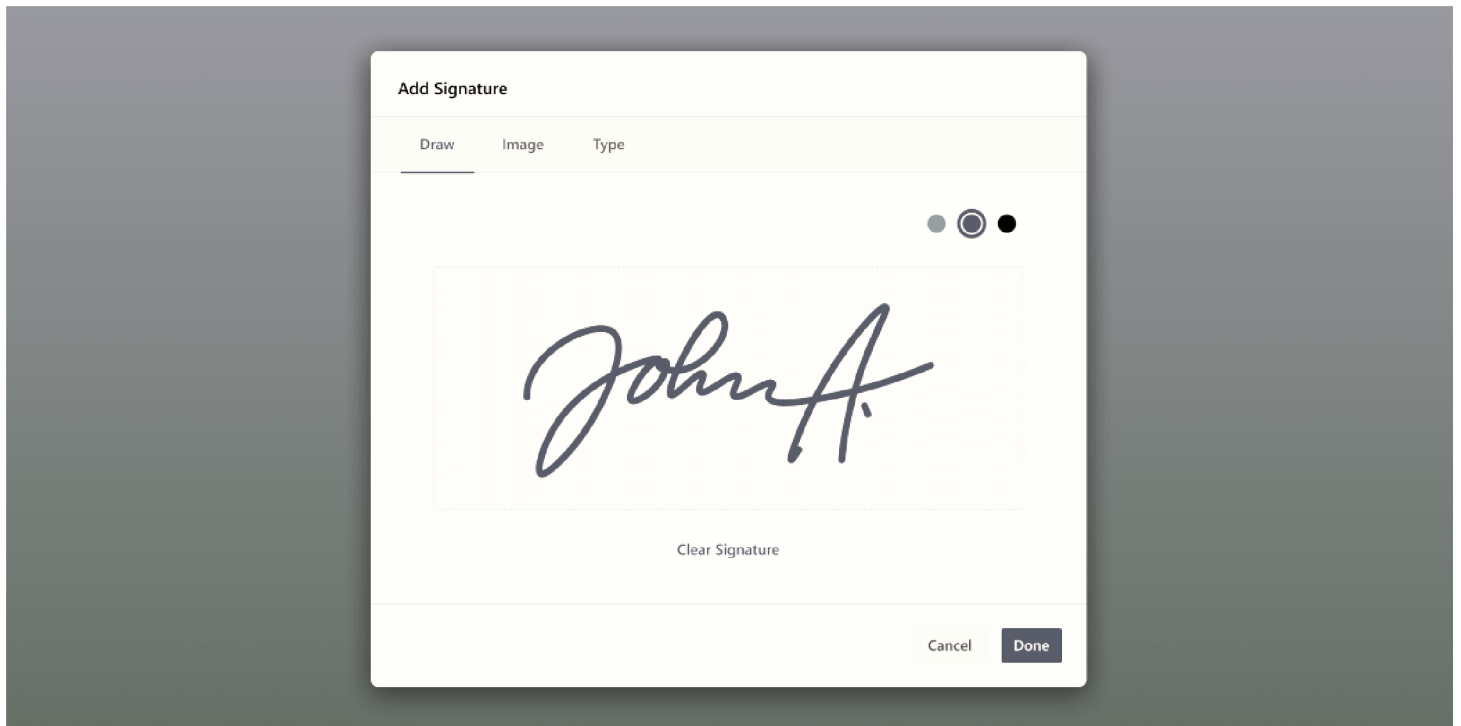 Add Signature
Draw Image Type
John A.
Clear Signature
Cancel Done